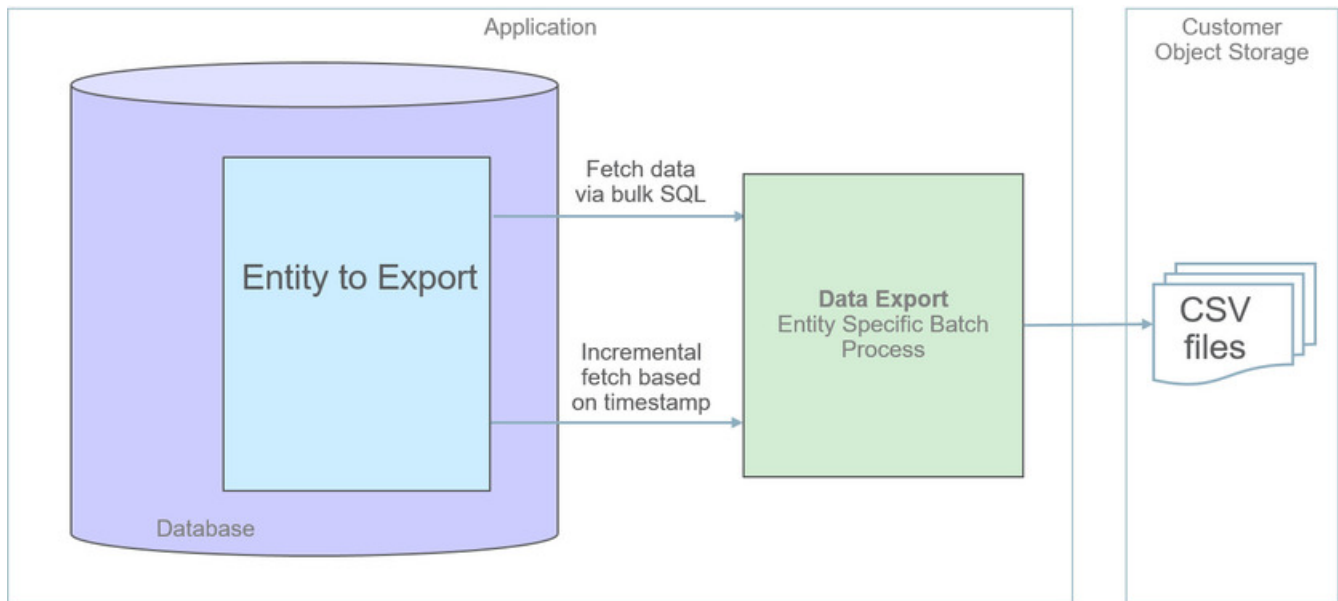 Application
Customer
Object Storage
Fetch data
via bulk SQL
Entity to Export
Data Export
Entity Specific Batch
Process
CSV
files
Incremental
fetch based
on timestamp
Database